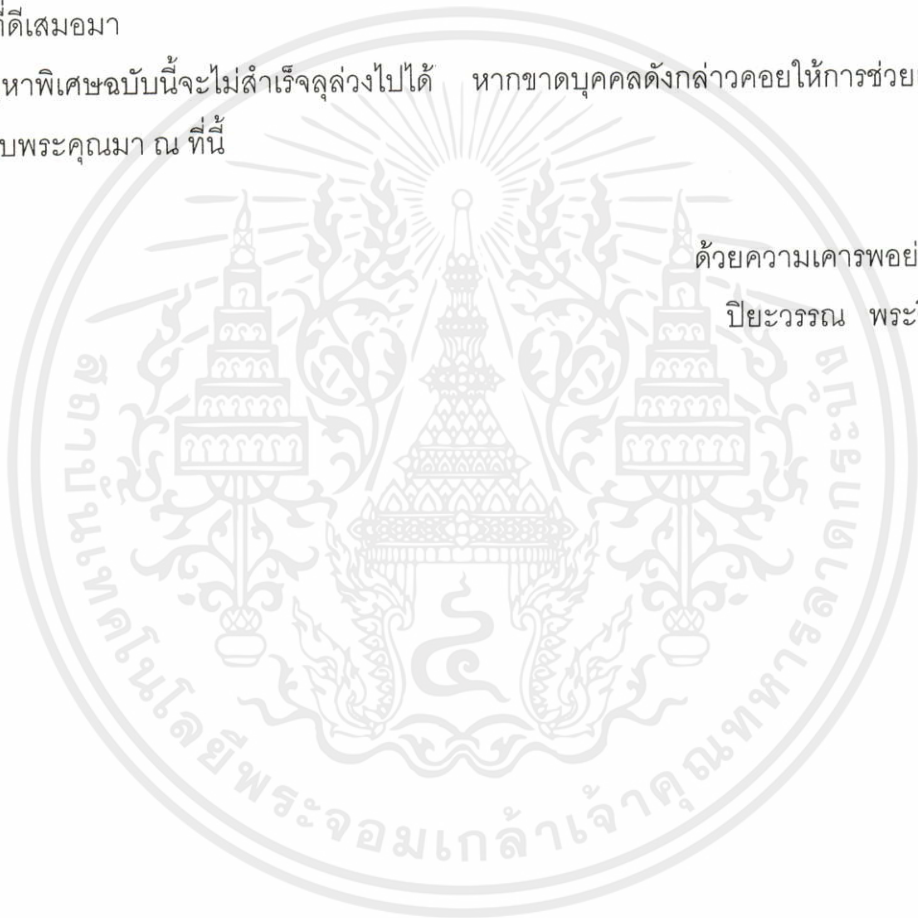 ที่ดีเสมอมา
หาพิเศษฉบับนี้จะไม่สำเร็จลุล่วงไปได้ หากขาดบุคคลดังกล่าวคอยให้การช่วย
บพระคุณมา ณ ที่นี้
ด้วยความเคารพอย่
ปิยะวรรณ พระ
สถาบันเทคโนโลยีพระจอมเกล้าเจ้าคุณทหารลาดกระบัง